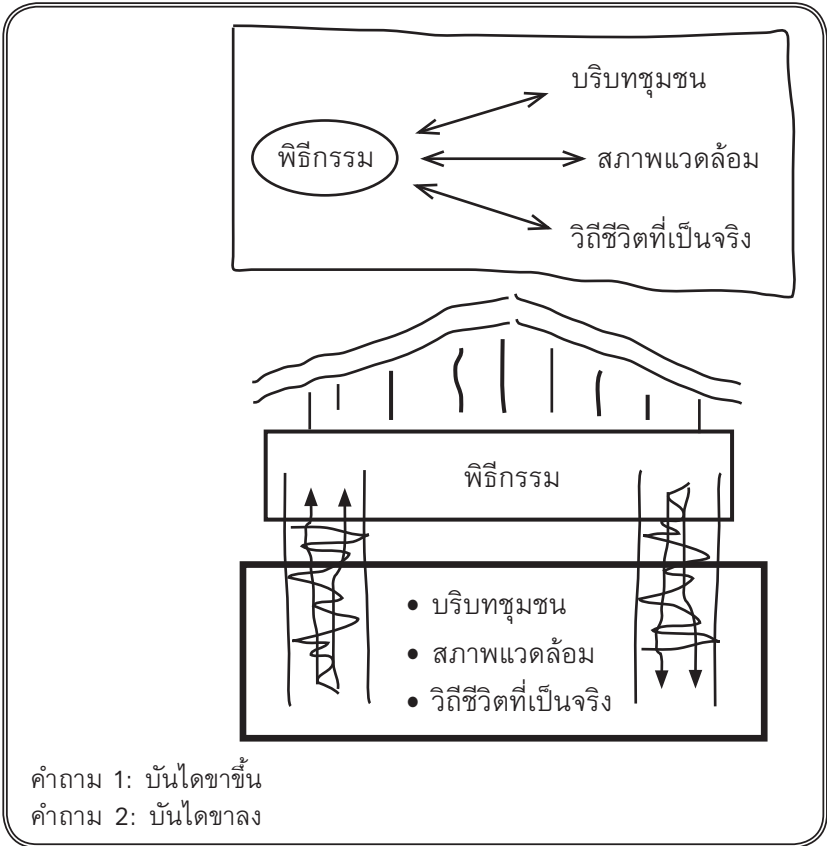 บริบทชุมชน
พิธีกรรม
สภาพแวดล้อม
วิถีชีวิตที่เป็นจริง
พิธีกรรม
• บริบทชุมชน
• สภาพแวดล้อม
• วิถีชีวิตที่เป็นจริง
คำถาม 1: บันไดขาขึ้น
คำถาม 2: บันไดขาลง